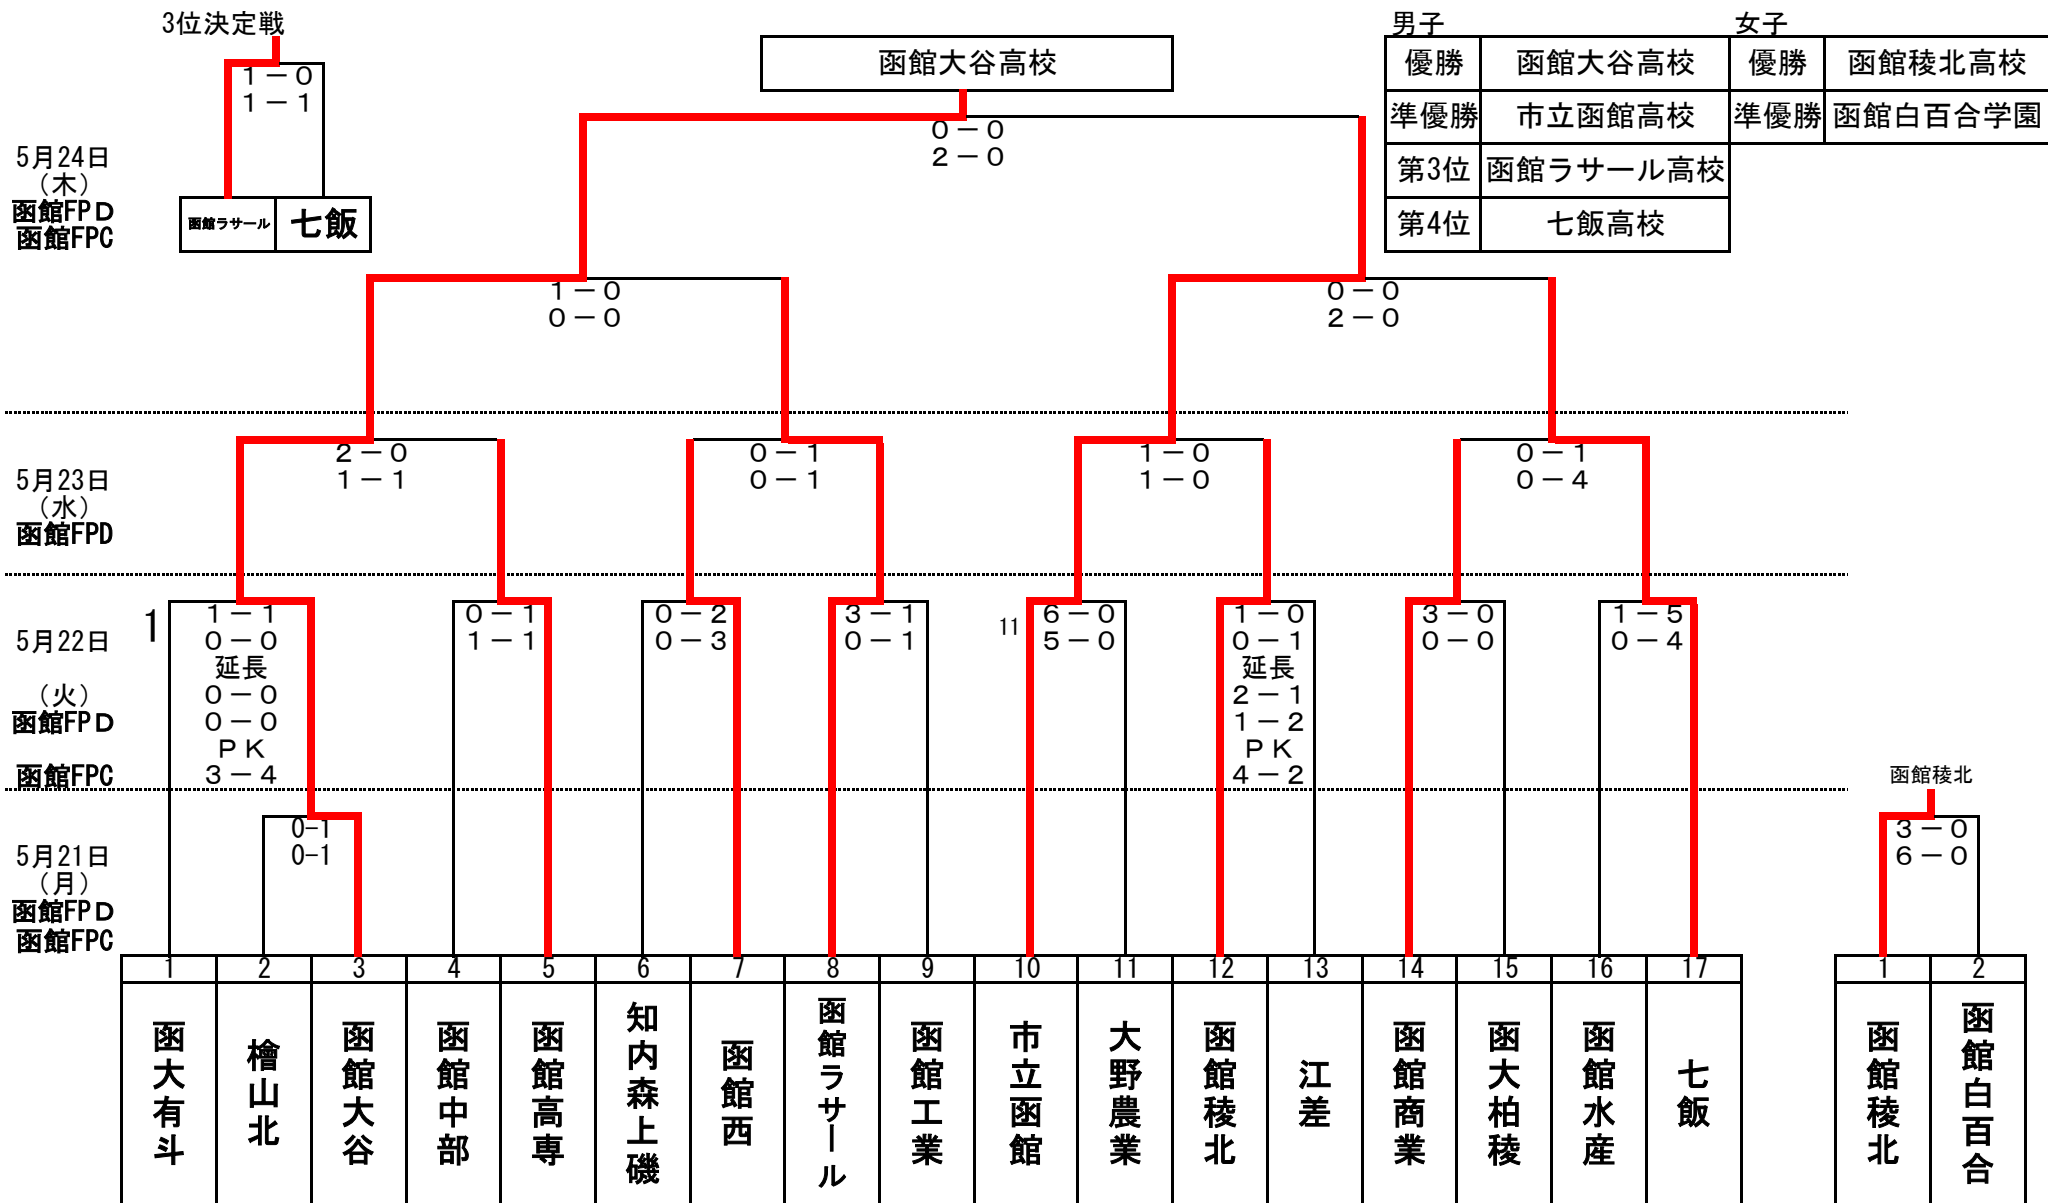 3位決定戦
1－0
1－1
函館ラサール 七飯
函館大谷高校
0－0
2－0
男子 女子
優勝 函館大谷高校 優勝 函館稜北高校
準優勝 市立函館高校 準優勝 函館白百合学園
第3位 函館ラサール高校
第4位 七飯高校
5月24日
（木）
函館FPD
函館FPC
1－0
0－0
0－0
2－0
5月23日
（水）
函館FPD
2－0
1－1
0－1
0－1
1－0
1－0
0－1
0－4
5月22日
（火）
函館FPD
函館FPC
1
1－1
0－0
延長
0－0
0－0
PK
3－4
0－1
1－1
0－2
0－3
3－1
0－1
11
6－0
5－0
1－0
0－1
延長
2－1
1－2
PK
4－2
3－0
0－0
1－5
0－4
5月21日
（月）
函館FPD
函館FPC
0-1
0-1
函館稜北
3－0
6－0
1 2 3 4 5 6 7 8 9 10 11 12 13 14 15 16 17 1 2
函大有斗
檜山北
函館大谷
函館中部
函館高専
知内森上磯
函館西
函館ラサール
函館工業
市立函館
大野農業
函館稜北
江差
函館商業
函大柏稜
函館水産
七飯
函館稜北
函館白百合